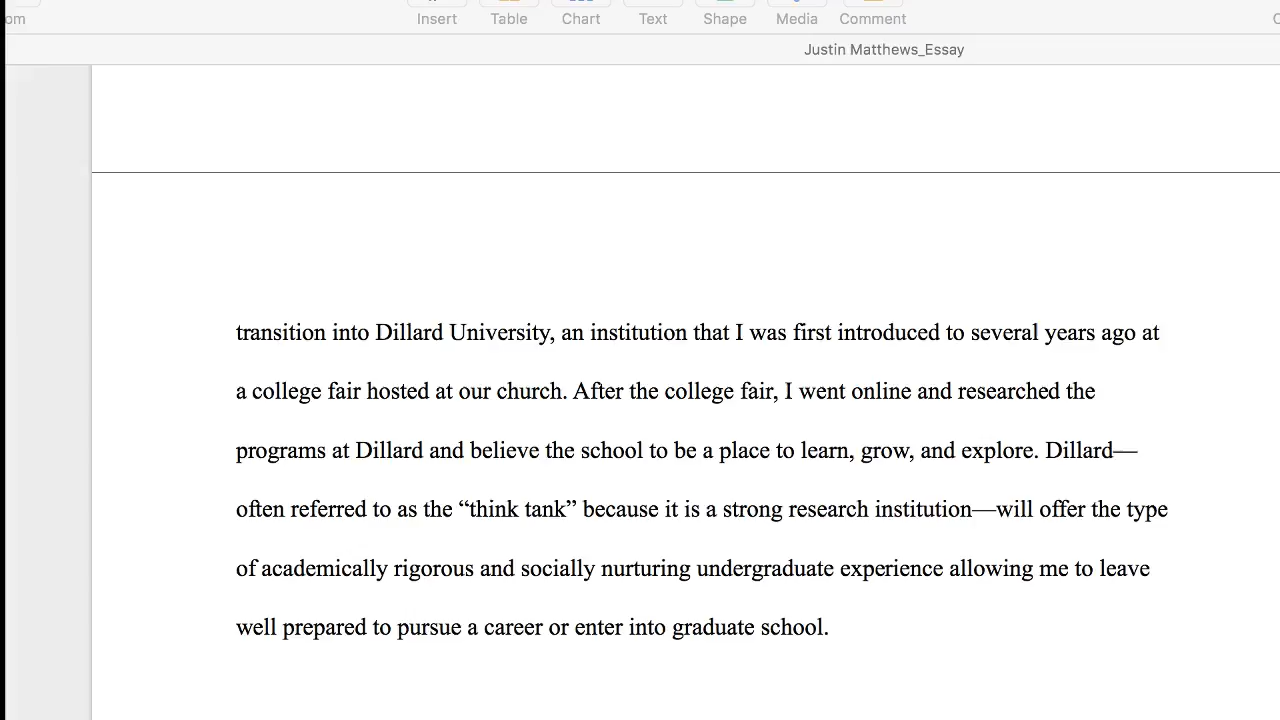 om
Insert Table Chart Text Shape Media Comment
Justin Matthews_Essay
transition into Dillard University, an institution that I was first introduced to several years ago at
a college fair hosted at our church. After the college fair, I went online and researched the
programs at Dillard and believe the school to be a place to learn, grow, and explore. Dillard—
often referred to as the “think tank” because it is a strong research institution—will offer the type
of academically rigorous and socially nurturing undergraduate experience allowing me to leave
well prepared to pursue a career or enter into graduate school.